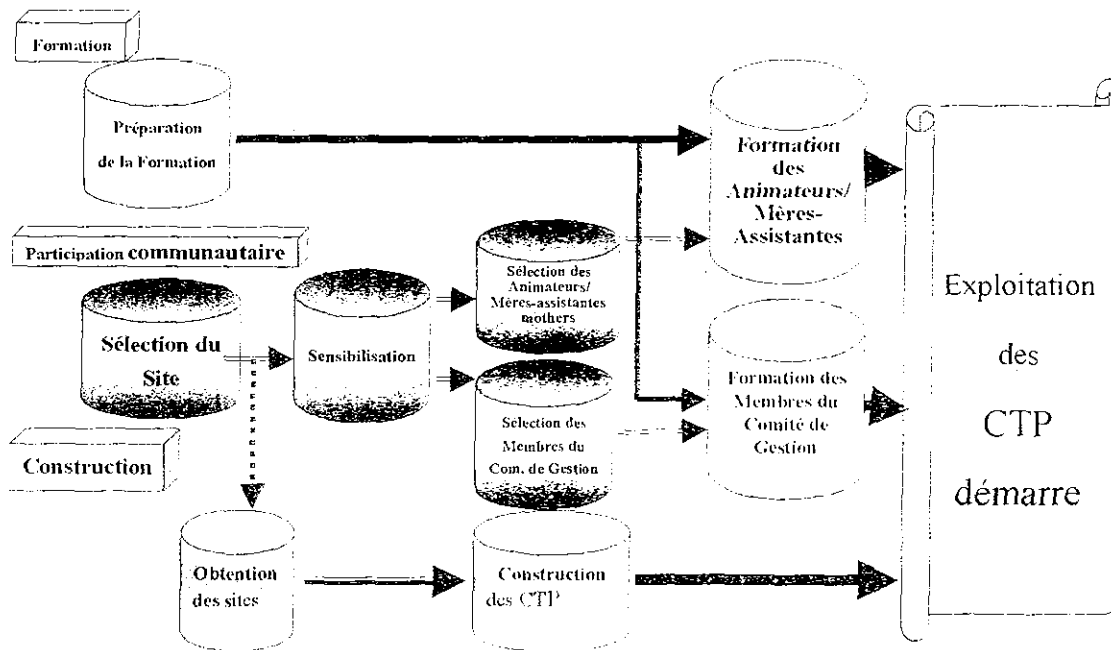 Formation
Préparation
de la Formation
Formation
des
Animateurs/
Mères-
Assistantes
Participation communautaire
Sélection du
Site
Sensibilisation
Sélection des
Animateurs/
Mères-assistantes
mothers
Sélection des
Membres du
Com. de Gestion
Formation des
Membres du
Comité de
Gestion
Construction
Obtention
des sites
Construction
des CTP
Exploitation
des
CTP
démarre